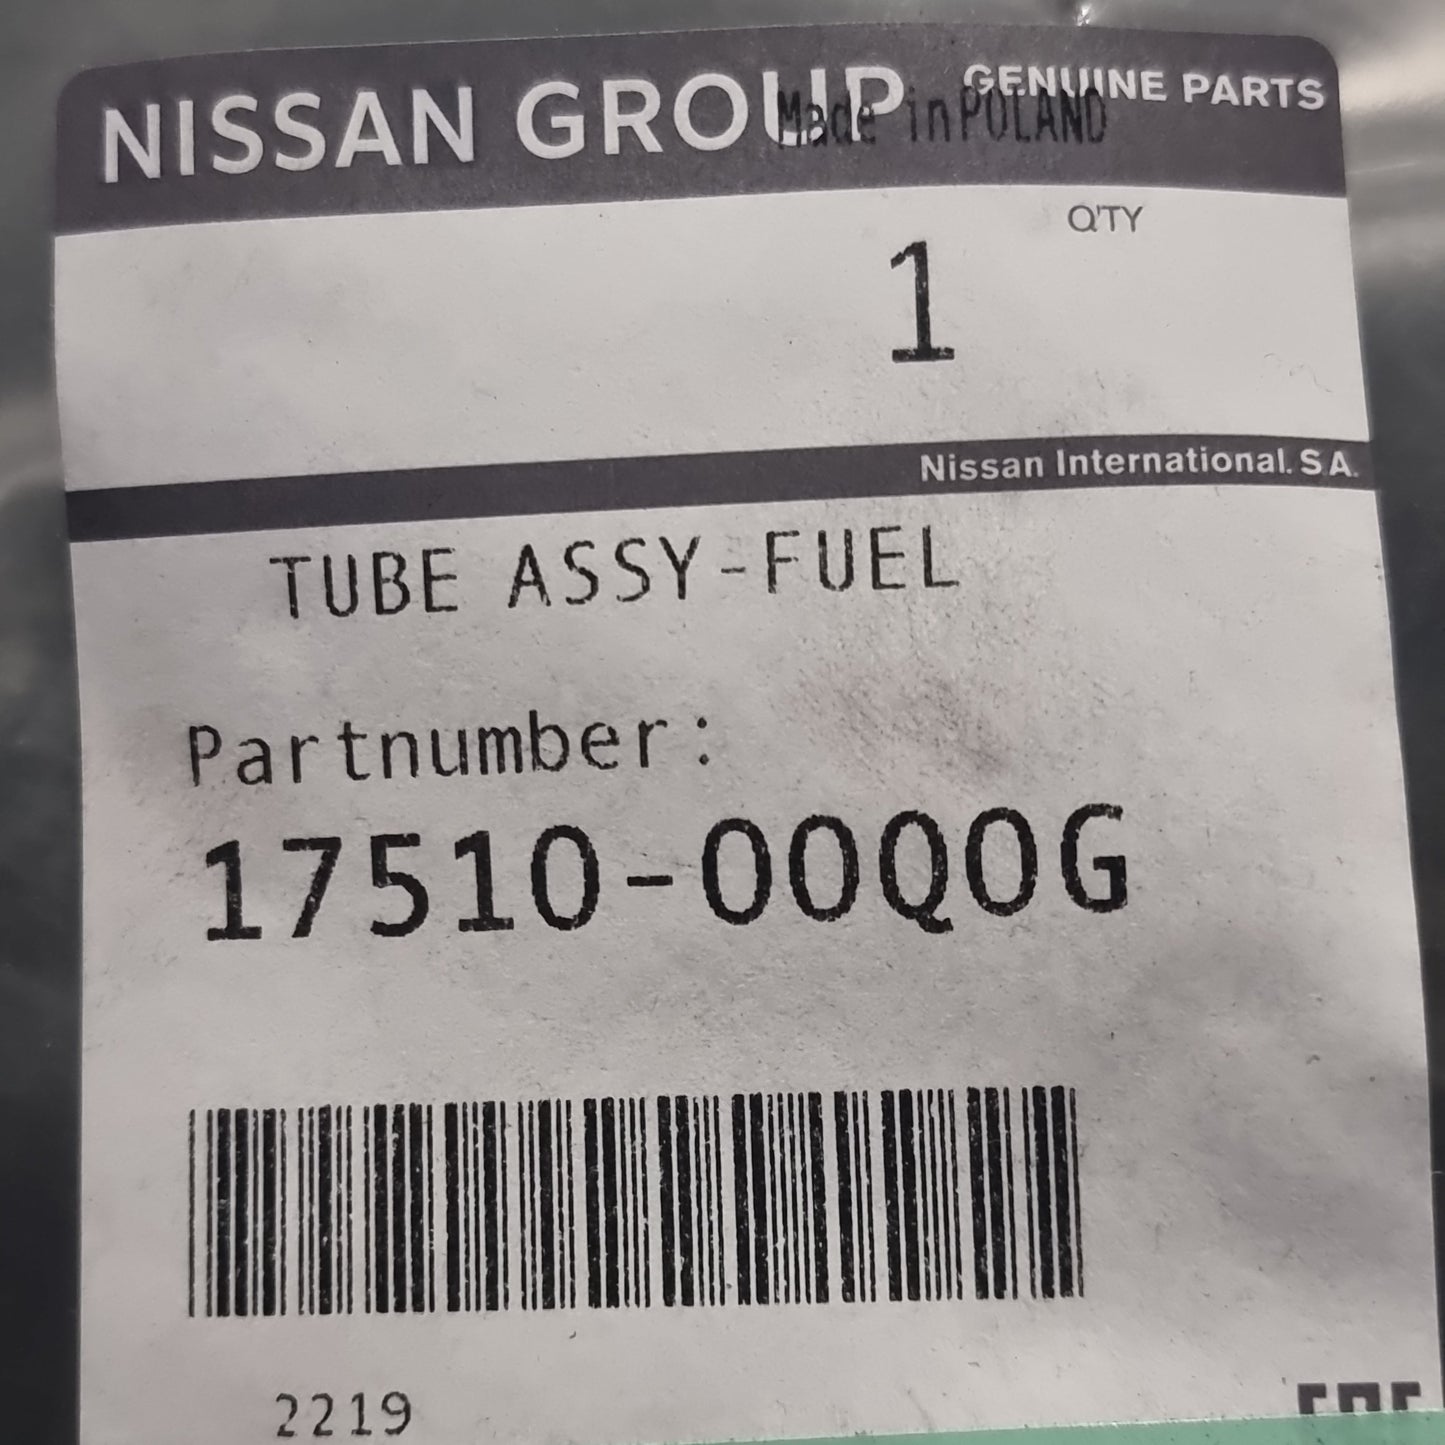 NISSAN GROUP GENUINE PARTS
Made in POLAND
Q'TY
1
Nissan International. S A.
TUBE ASSY-FUEL
Partnumber:
17510-00Q0G
2219